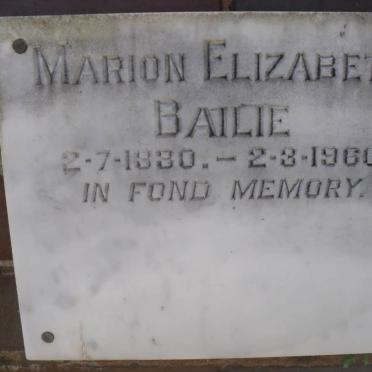 MARION ELIZABET
BAILIE
2-7-1880. - 2-3-1960
IN FOND MEMORY.